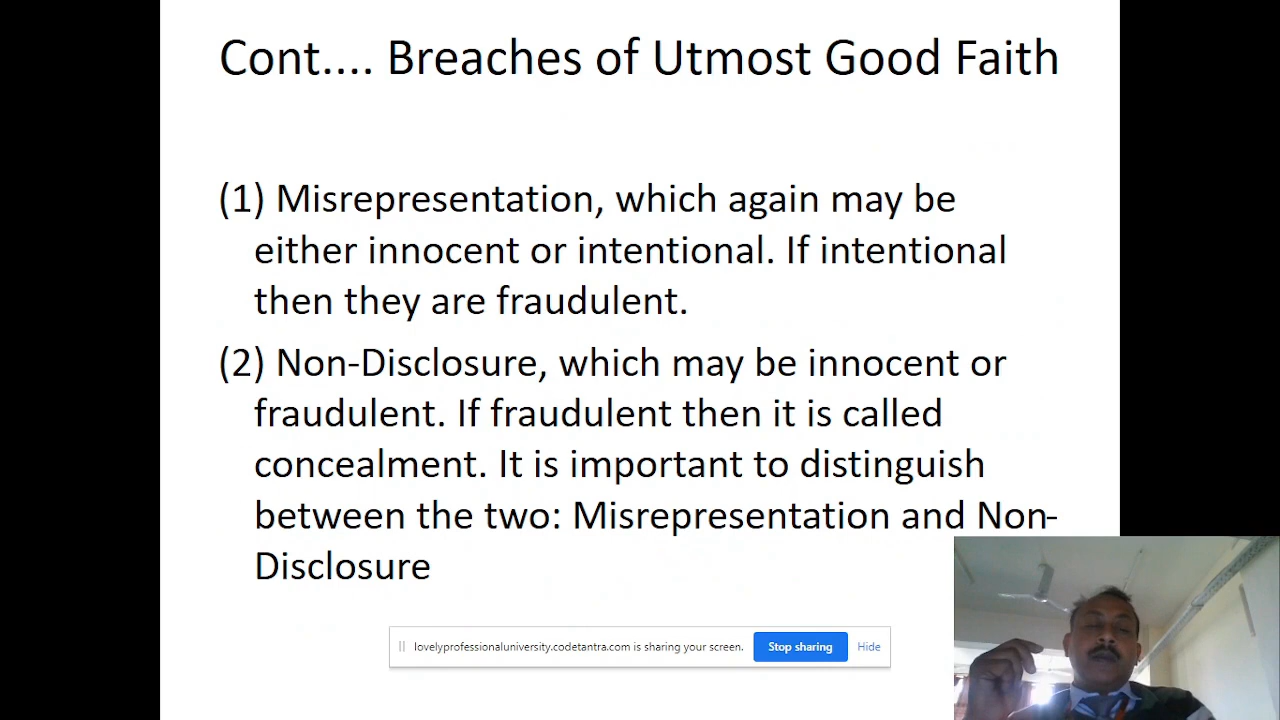 Cont.... Breaches of Utmost Good Faith
(1) Misrepresentation, which again may be
either innocent or intentional. If intentional
then they are fraudulent.
(2) Non-Disclosure, which may be innocent or
fraudulent. If fraudulent then it is called
concealment. It is important to distinguish
between the two: Misrepresentation and Non-
Disclosure
lovelyprofessionaluniversity.codetantra.com is sharing your screen. Stop sharing Hide